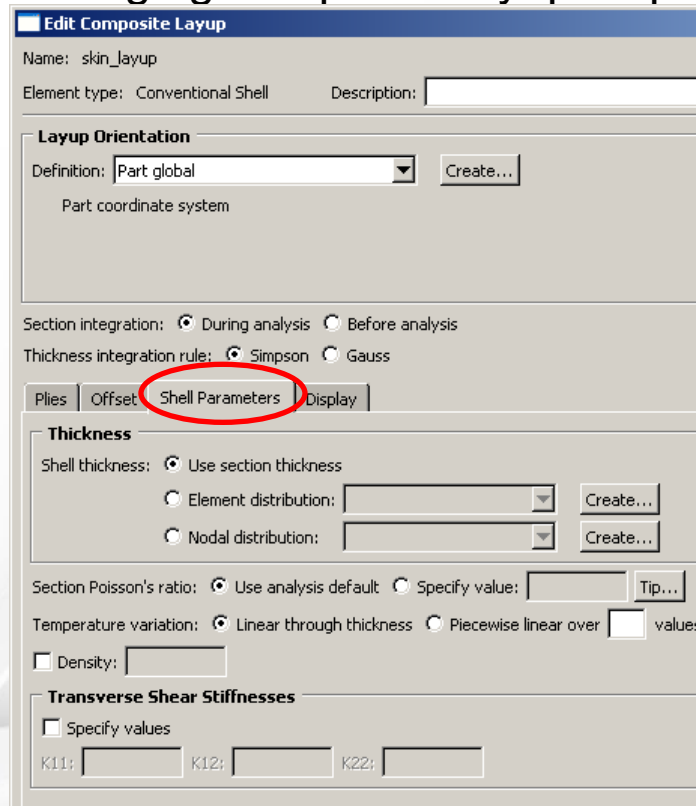 Edit Composite Layup
Name: skin_layup
Element type: Conventional Shell Description:
Layup Orientation
Definition: Part global Create...
Part coordinate system
Section integration: During analysis Before analysis
Thickness integration rule: Simpson Gauss
Plies Offset Shell Parameters Display
Thickness
Shell thickness: Use section thickness
Element distribution: Create...
Nodal distribution: Create...
Section Poisson's ratio: Use analysis default Specify value: Tip...
Temperature variation: Linear through thickness Piecewise linear over values
Density:
Transverse Shear Stiffnesses
Specify values
K11: K12: K22: